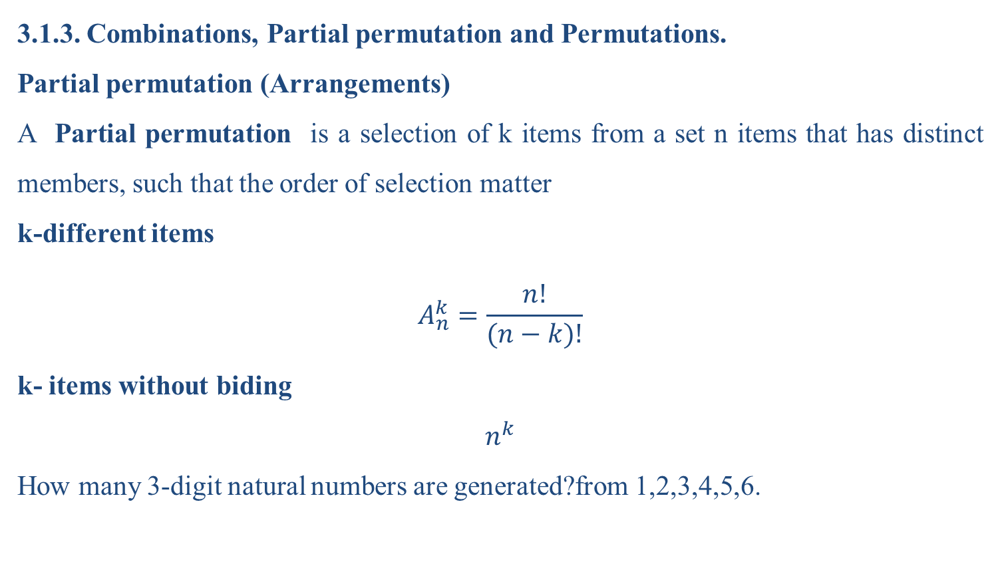 3.1.3. Combinations, Partial permutation and Permutations.
Partial permutation (Arrangements)
A Partial permutation is a selection of k items from a set n items that has distinct
members, such that the order of selection matter
k-different items
$A_n^k = \frac{n!}{(n-k)!}$
k- items without biding
$n^k$
How many 3-digit natural numbers are generated?from 1,2,3,4,5,6.